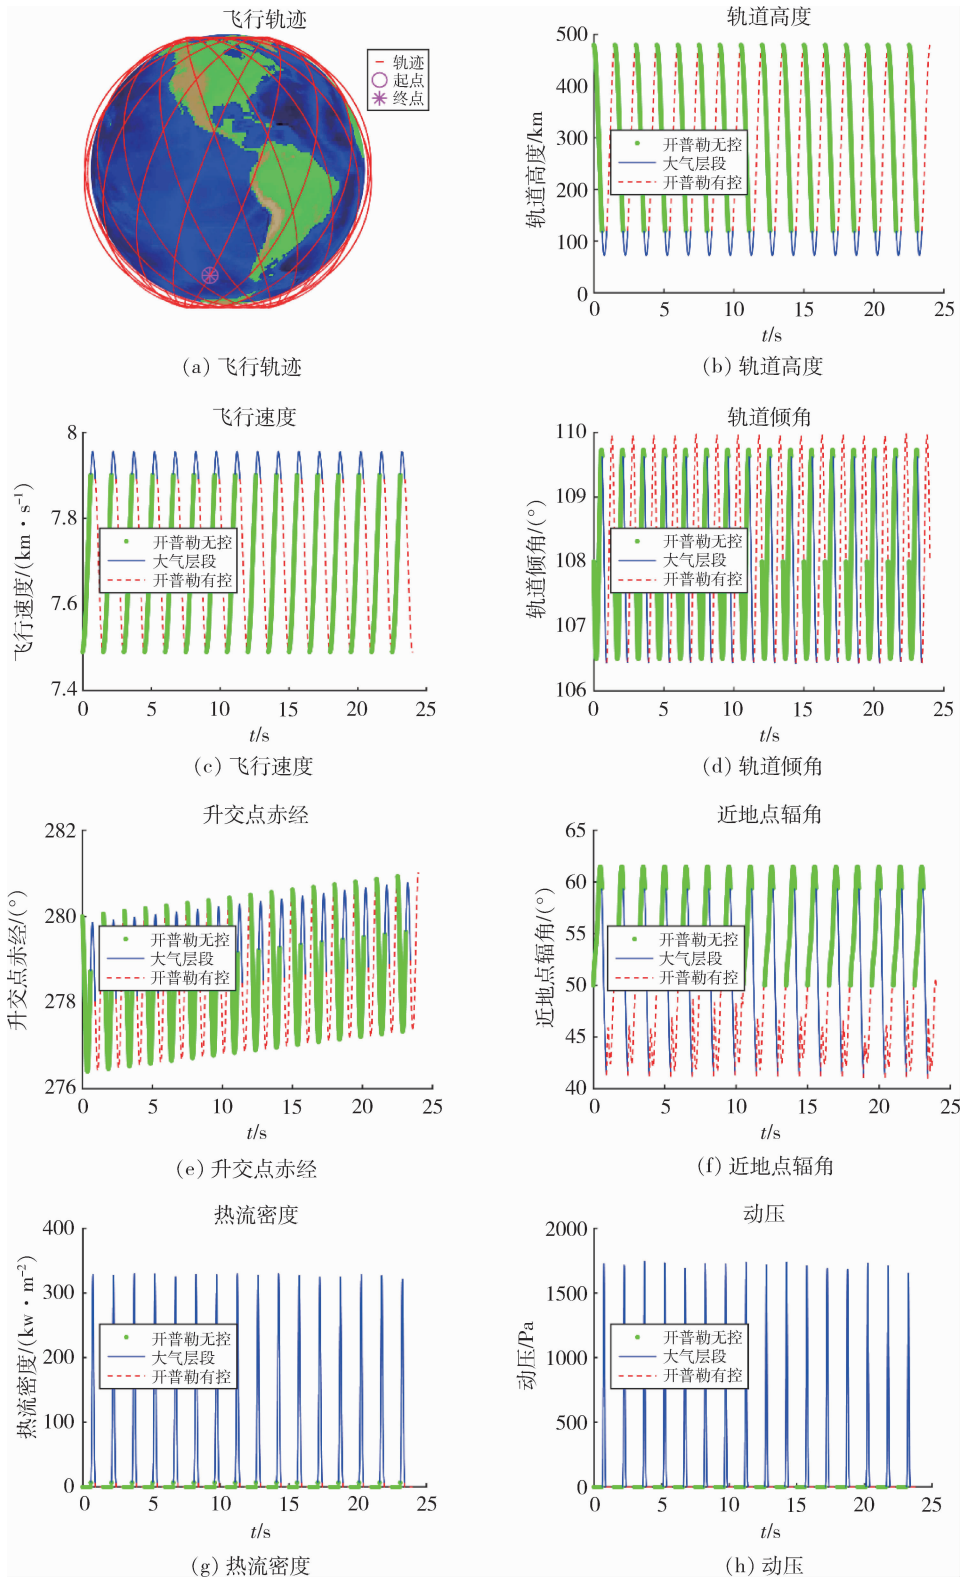 飞行轨迹
轨迹
起点
终点
(a) 飞行轨迹
轨道高度
500
400
300
200
100
0
轨道高度/km
开普勒无控
大气层段
开普勒有控
0 5 10 15 20 25
t/s
(b) 轨道高度
飞行速度
8
7.8
7.6
7.4
飞行速度/(km·s⁻¹)
开普勒无控
大气层段
开普勒有控
0 5 10 15 20 25
t/s
(c) 飞行速度
轨道倾角
110
109
108
107
106
轨道倾角/(°)
开普勒无控
大气层段
开普勒有控
0 5 10 15 20 25
t/s
(d) 轨道倾角
升交点赤经
282
280
278
276
升交点赤经/(°)
开普勒无控
大气层段
开普勒有控
0 5 10 15 20 25
t/s
(e) 升交点赤经
近地点辐角
65
60
55
50
45
40
近地点辐角/(°)
开普勒无控
大气层段
开普勒有控
0 5 10 15 20 25
t/s
(f) 近地点辐角
热流密度
400
300
200
100
0
热流密度/(kw·m⁻²)
开普勒无控
大气层段
开普勒有控
0 5 10 15 20 25
t/s
(g) 热流密度
动压
2000
1500
1000
500
0
动压/Pa
开普勒无控
大气层段
开普勒有控
0 5 10 15 20 25
t/s
(h) 动压